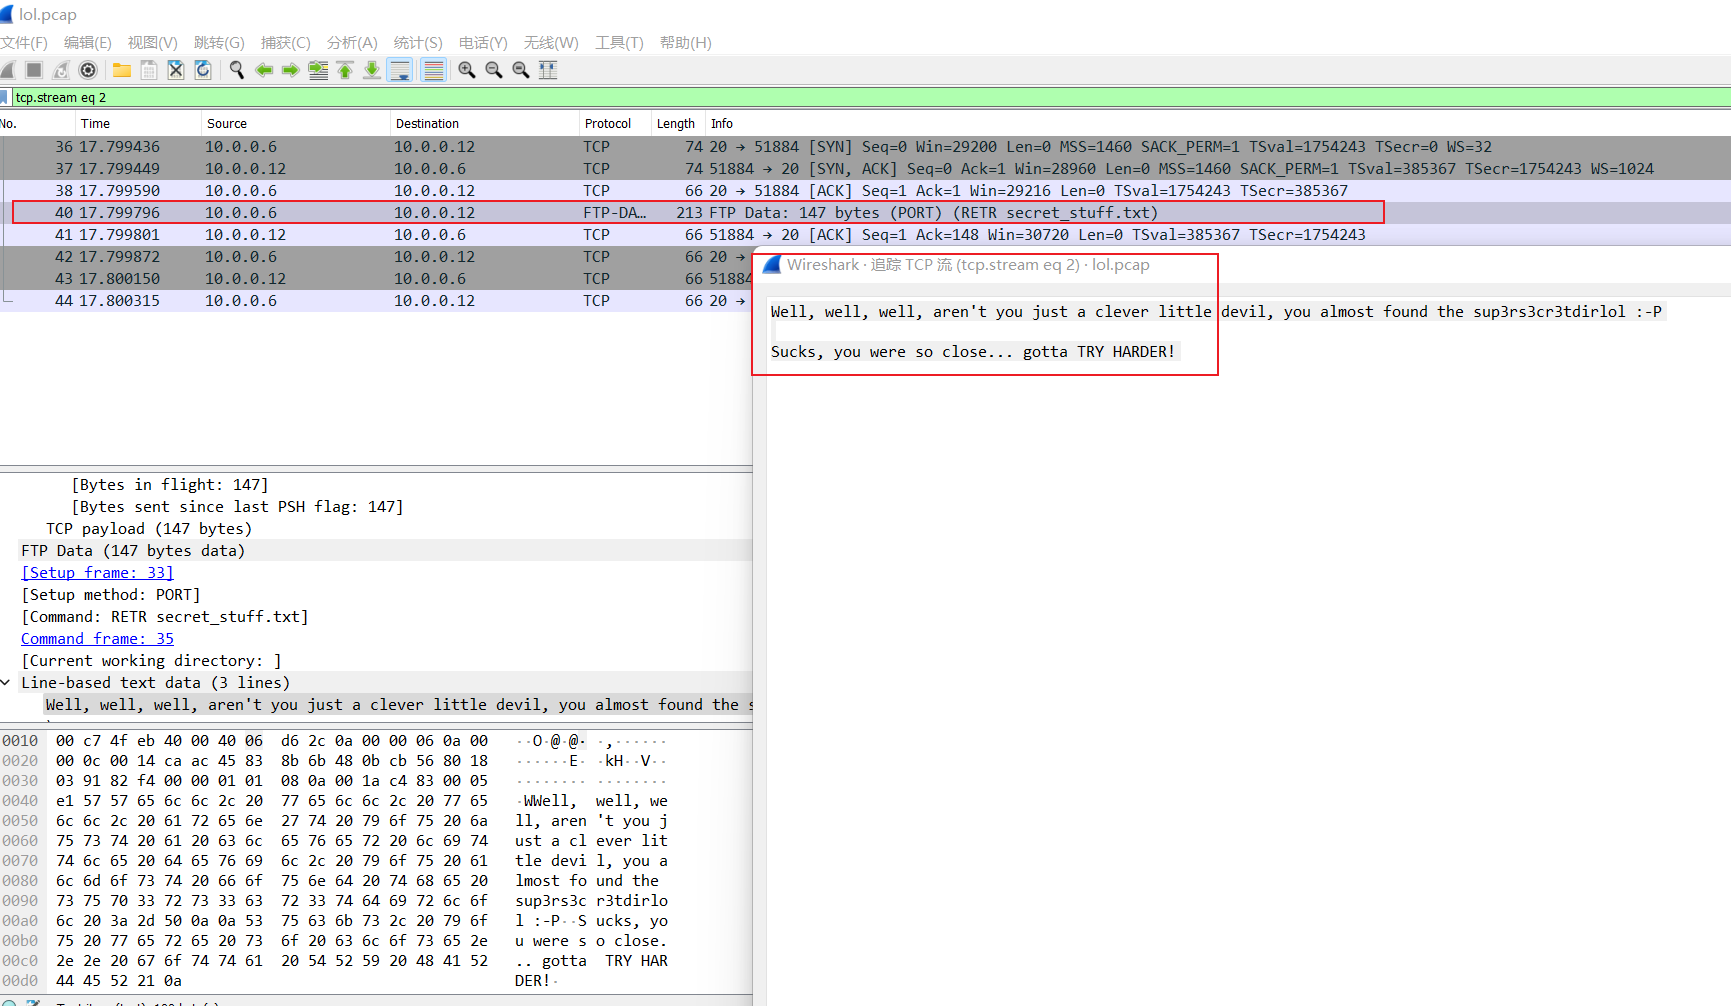 lol.pcap
文件(F) 编辑(E) 视图(V) 跳转(G) 捕获(C) 分析(A) 统计(S) 电话(Y) 无线(W) 工具(T) 帮助(H)
tcp.stream eq 2
No. Time Source Destination Protocol Length Info
36 17.799436 10.0.0.6 10.0.0.12 TCP 74 20 → 51884 [SYN] Seq=0 Win=29200 Len=0 MSS=1460 SACK_PERM=1 TSval=1754243 TSecr=0 WS=32
37 17.799449 10.0.0.12 10.0.0.6 TCP 74 51884 → 20 [SYN, ACK] Seq=0 Ack=1 Win=28960 Len=0 MSS=1460 SACK_PERM=1 TSval=385367 TSecr=1754243 WS=1024
38 17.799590 10.0.0.6 10.0.0.12 TCP 66 20 → 51884 [ACK] Seq=1 Ack=1 Win=29216 Len=0 TSval=1754243 TSecr=385367
40 17.799796 10.0.0.6 10.0.0.12 FTP-DA… 213 FTP Data: 147 bytes (PORT) (RETR secret_stuff.txt)
41 17.799801 10.0.0.12 10.0.0.6 TCP 66 51884 → 20 [ACK] Seq=1 Ack=148 Win=30720 Len=0 TSval=385367 TSecr=1754243
42 17.799872 10.0.0.6 10.0.0.12 TCP 66 20 →
43 17.800150 10.0.0.12 10.0.0.6 TCP 66 51884
44 17.800315 10.0.0.6 10.0.0.12 TCP 66 20 →
Wireshark · 追踪 TCP 流 (tcp.stream eq 2) · lol.pcap
Well, well, well, aren't you just a clever little devil, you almost found the sup3rs3cr3tdirlol :-P
Sucks, you were so close... gotta TRY HARDER!
[Bytes in flight: 147]
[Bytes sent since last PSH flag: 147]
TCP payload (147 bytes)
FTP Data (147 bytes data)
[Setup frame: 33]
[Setup method: PORT]
[Command: RETR secret_stuff.txt]
Command frame: 35
[Current working directory: ]
Line-based text data (3 lines)
Well, well, well, aren't you just a clever little devil, you almost found the
0010 00 c7 4f eb 40 00 40 06 d6 2c 0a 00 00 06 0a 00 ··O·@·@· ·,······
0020 00 0c 00 14 ca ac 45 83 8b 6b 48 0b cb 56 80 18 ······E· ·kH··V··
0030 03 91 82 f4 00 00 01 01 08 0a 00 1a c4 83 00 05 ········ ········
0040 e1 57 57 65 6c 6c 2c 20 77 65 6c 6c 2c 20 77 65 ·WWell, well, we
0050 6c 6c 2c 20 61 72 65 6e 27 74 20 79 6f 75 20 6a ll, aren 't you j
0060 75 73 74 20 61 20 63 6c 65 76 65 72 20 6c 69 74 ust a cl ever lit
0070 74 6c 65 20 64 65 76 69 6c 2c 20 79 6f 75 20 61 tle devi l, you a
0080 6c 6d 6f 73 74 20 66 6f 75 6e 64 20 74 68 65 20 lmost fo und the
0090 73 75 70 33 72 73 33 63 72 33 74 64 69 72 6c 6f sup3rs3c r3tdirlo
00a0 6c 20 3a 2d 50 0a 0a 53 75 63 6b 73 2c 20 79 6f l :-P··S ucks, yo
00b0 75 20 77 65 72 65 20 73 6f 20 63 6c 6f 73 65 2e u were s o close.
00c0 2e 2e 20 67 6f 74 74 61 20 54 52 59 20 48 41 52 .. gotta TRY HAR
00d0 44 45 52 21 0a DER!·